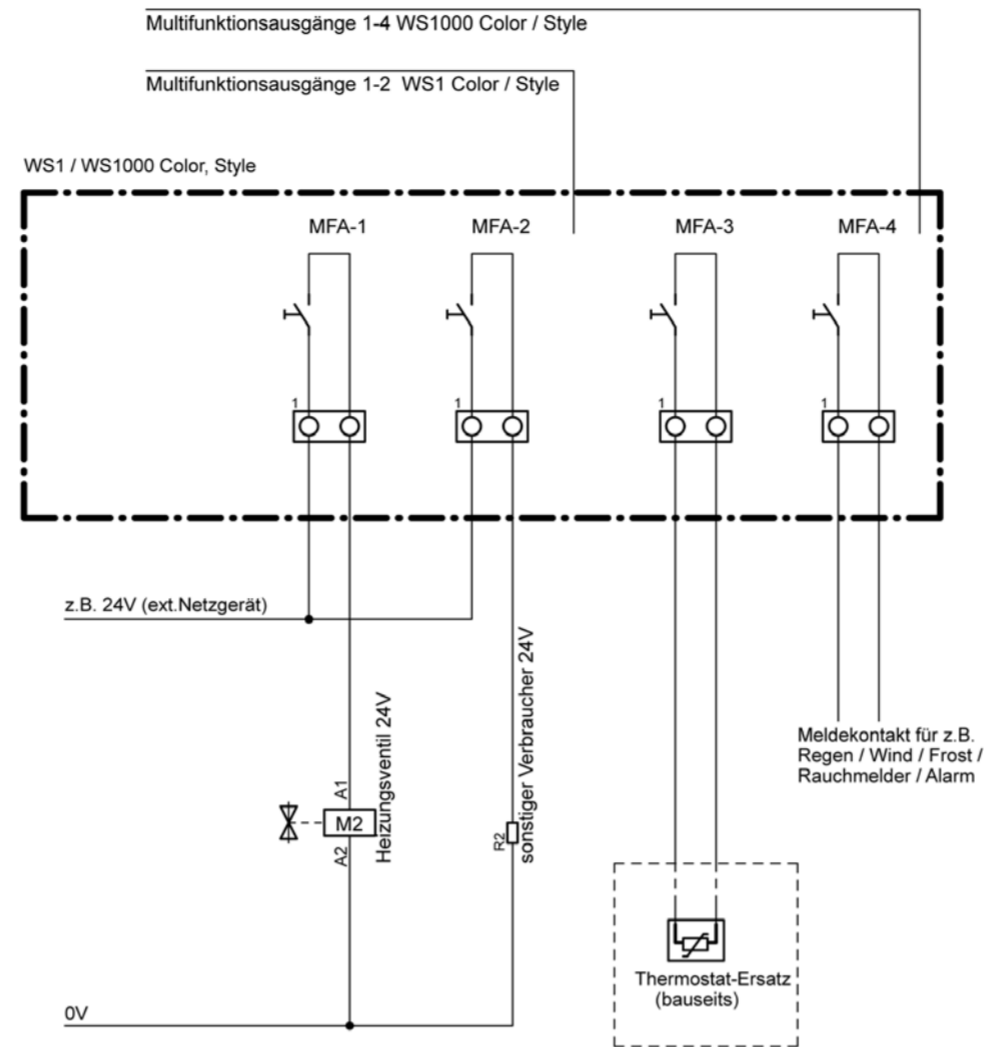 Multifunktionsausgänge 1-4 WS1000 Color / Style
Multifunktionsausgänge 1-2 WS1 Color / Style
WS1 / WS1000 Color, Style
MFA-1
MFA-2
MFA-3
MFA-4
1
1
1
1
z.B. 24V (ext.Netzgerät)
A1
M2
A2
Heizungsventil 24V
R2
sonstiger Verbraucher 24V
Meldekontakt für z.B.
Regen / Wind / Frost /
Rauchmelder / Alarm
Thermostat-Ersatz
(bauseits)
0V